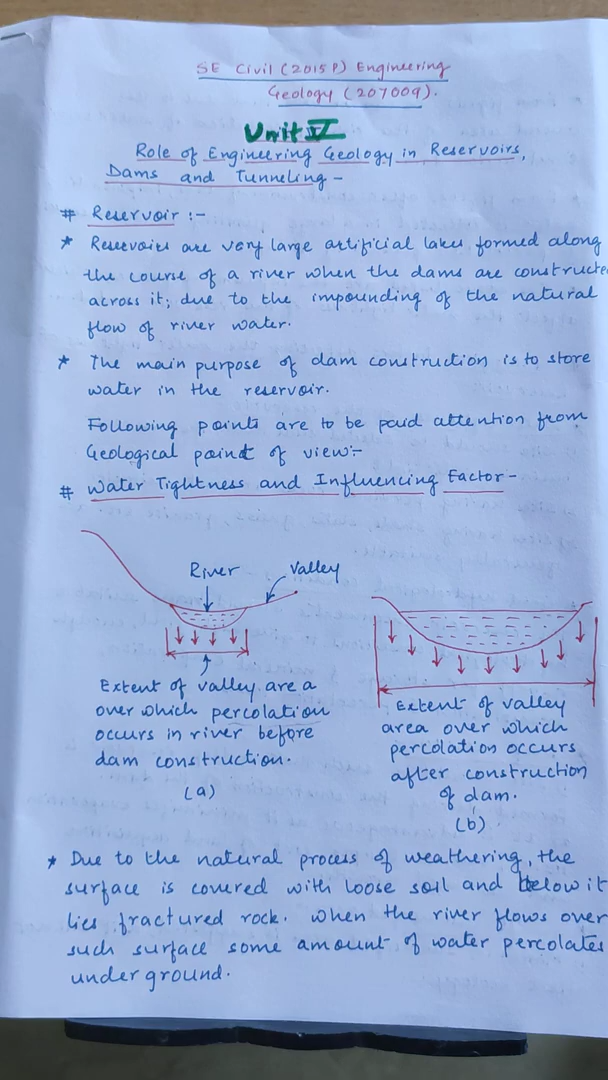 SE Civil (2015P) Engineering
Geology (207009).
Unit V
Role of Engineering Geology in Reservoirs,
Dams and Tunneling -
# Reservoir :-
* Reservoirs are very large artificial lakes formed along
the course of a river when the dams are constructe
across it; due to the impounding of the natural
flow of river water.
* The main purpose of dam construction is to store
water in the reservoir.
Following points are to be paid attention from
Geological point of view:-
# Water Tightness and Influencing Factor -
River
valley
Extent of valley are a
over which percolation
occurs in river before
dam construction.
(a)
Extent of valley
area over which
percolation occurs
after construction
of dam.
(b)
* Due to the natural process of weathering, the
surface is covered with loose soil and below it
lies fractured rock. When the river flows over
such surface some amount of water percolates
underground.